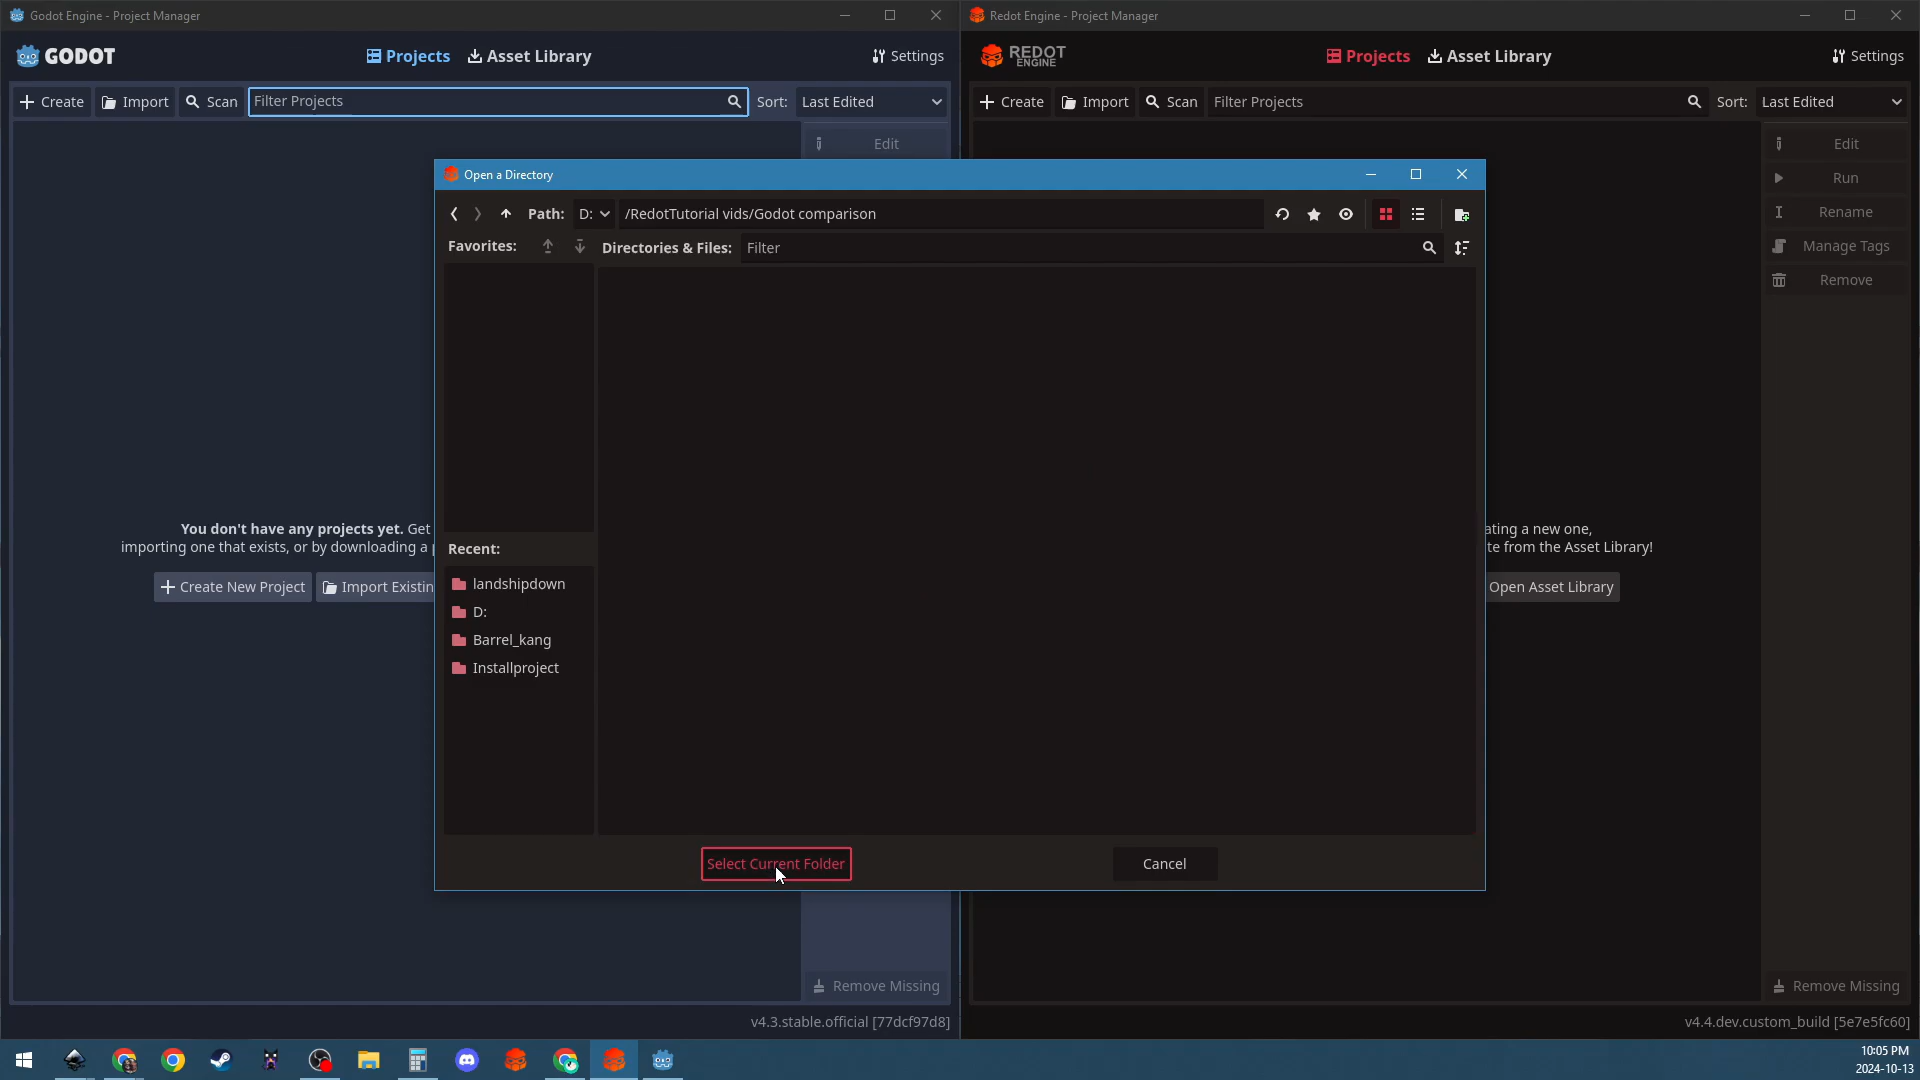 Godot Engine - Project Manager
GODOT
Projects
Asset Library
Settings
Create
Import
Scan
Filter Projects
Sort:
Last Edited
Edit
You don't have any projects yet. Get
importing one that exists, or by downloading a
Create New Project
Import Existin
Remove Missing
v4.3.stable.official [77dcf97d8]
Redot Engine - Project Manager
REDOT
ENGINE
Projects
Asset Library
Settings
Create
Import
Scan
Filter Projects
Sort:
Last Edited
Edit
Run
Rename
Manage Tags
Remove
ating a new one,
te from the Asset Library!
Open Asset Library
Remove Missing
v4.4.dev.custom_build [5e7e5fc60]
Open a Directory
Path:
D:
/RedotTutorial vids/Godot comparison
Favorites:
Directories & Files:
Filter
Recent:
landshipdown
D:
Barrel_kang
Installproject
Select Current Folder
Cancel
10:05 PM
2024-10-13